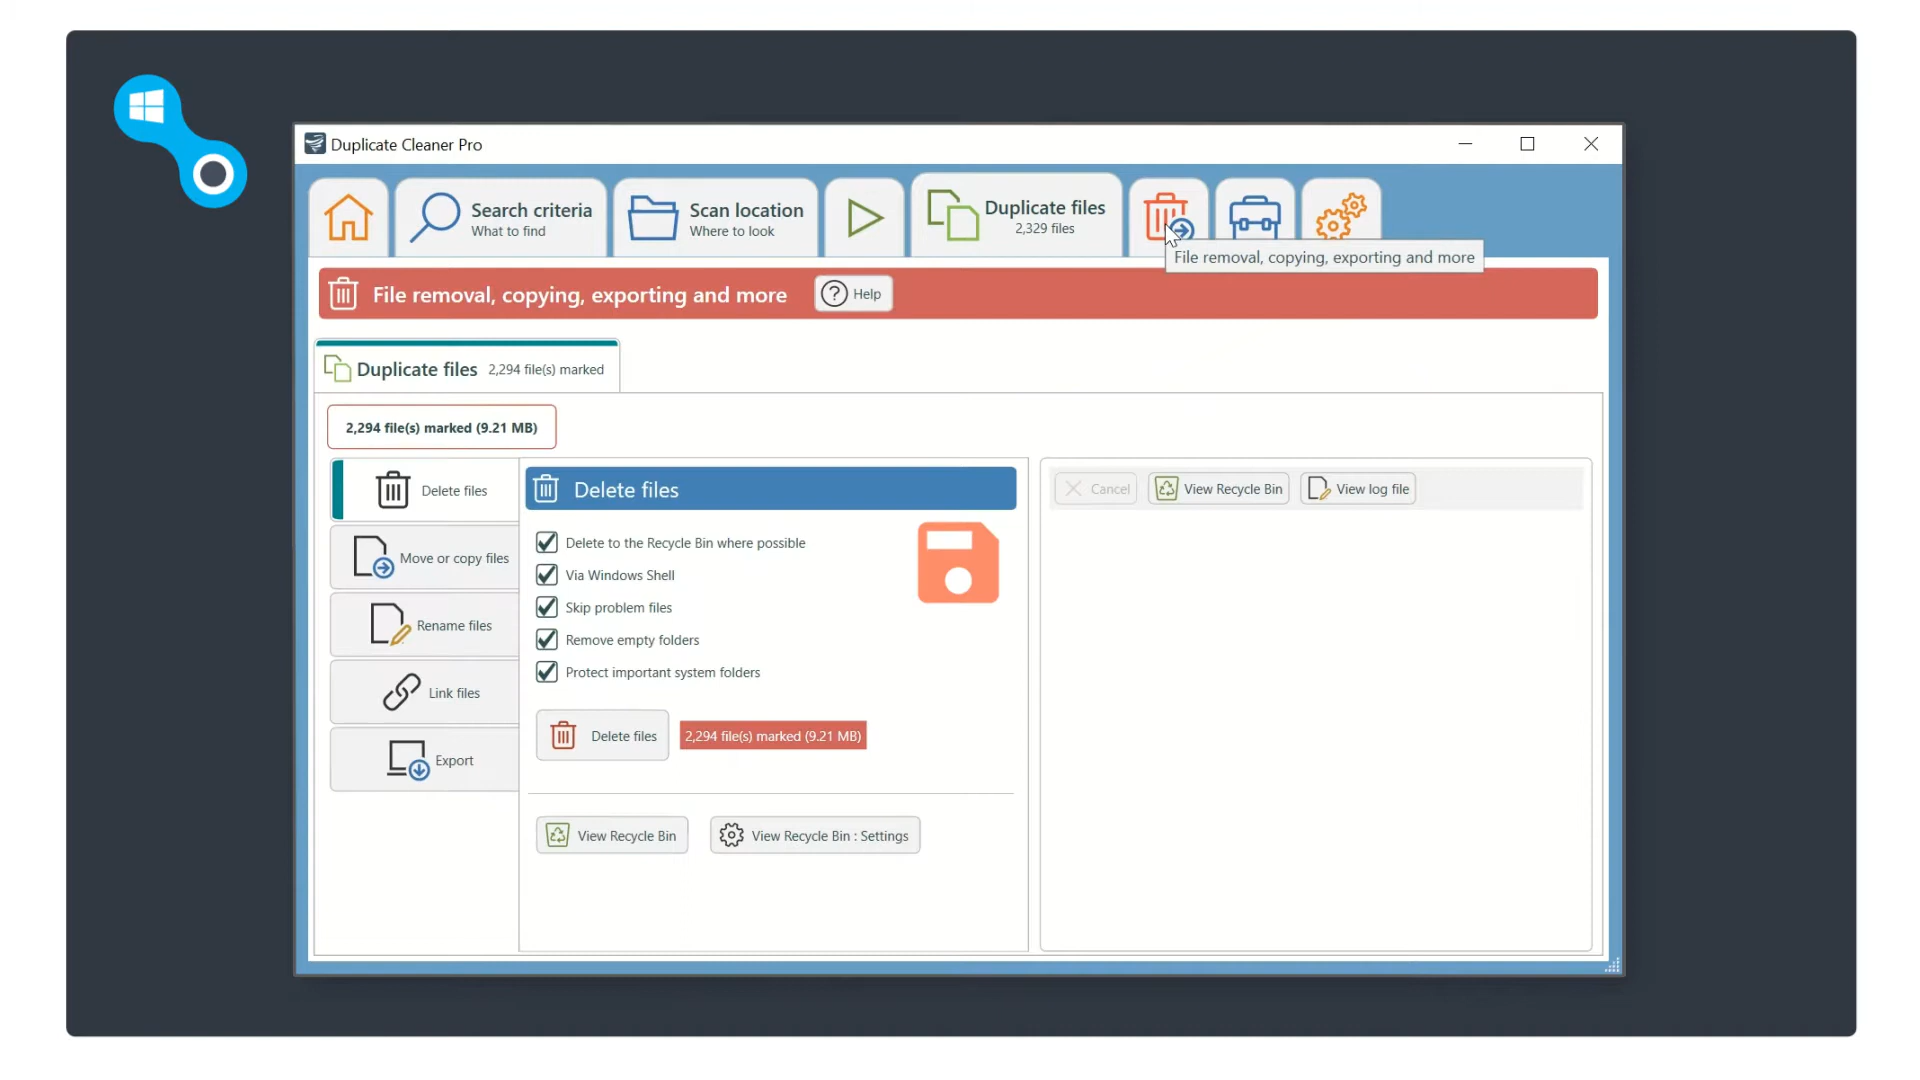 Duplicate Cleaner Pro
Search criteria
What to find
Scan location
Where to look
Duplicate files
2,329 files
File removal, copying, exporting and more
File removal, copying, exporting and more
Help
Duplicate files 2,294 file(s) marked
2,294 file(s) marked (9.21 MB)
Delete files
Move or copy files
Rename files
Link files
Export
Delete files
Delete to the Recycle Bin where possible
Via Windows Shell
Skip problem files
Remove empty folders
Protect important system folders
Delete files
2,294 file(s) marked (9.21 MB)
View Recycle Bin
View Recycle Bin : Settings
Cancel
View Recycle Bin
View log file